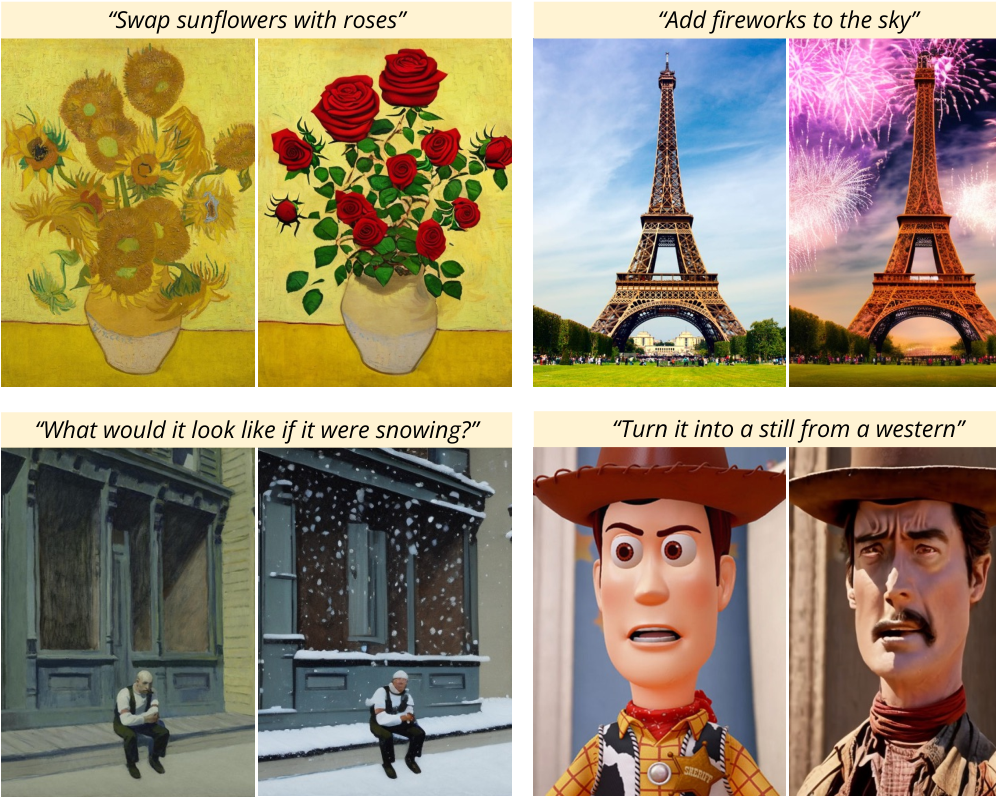 “Swap sunflowers with roses”
“Add fireworks to the sky”
“What would it look like if it were snowing?”
“Turn it into a still from a western”
SHERIFF